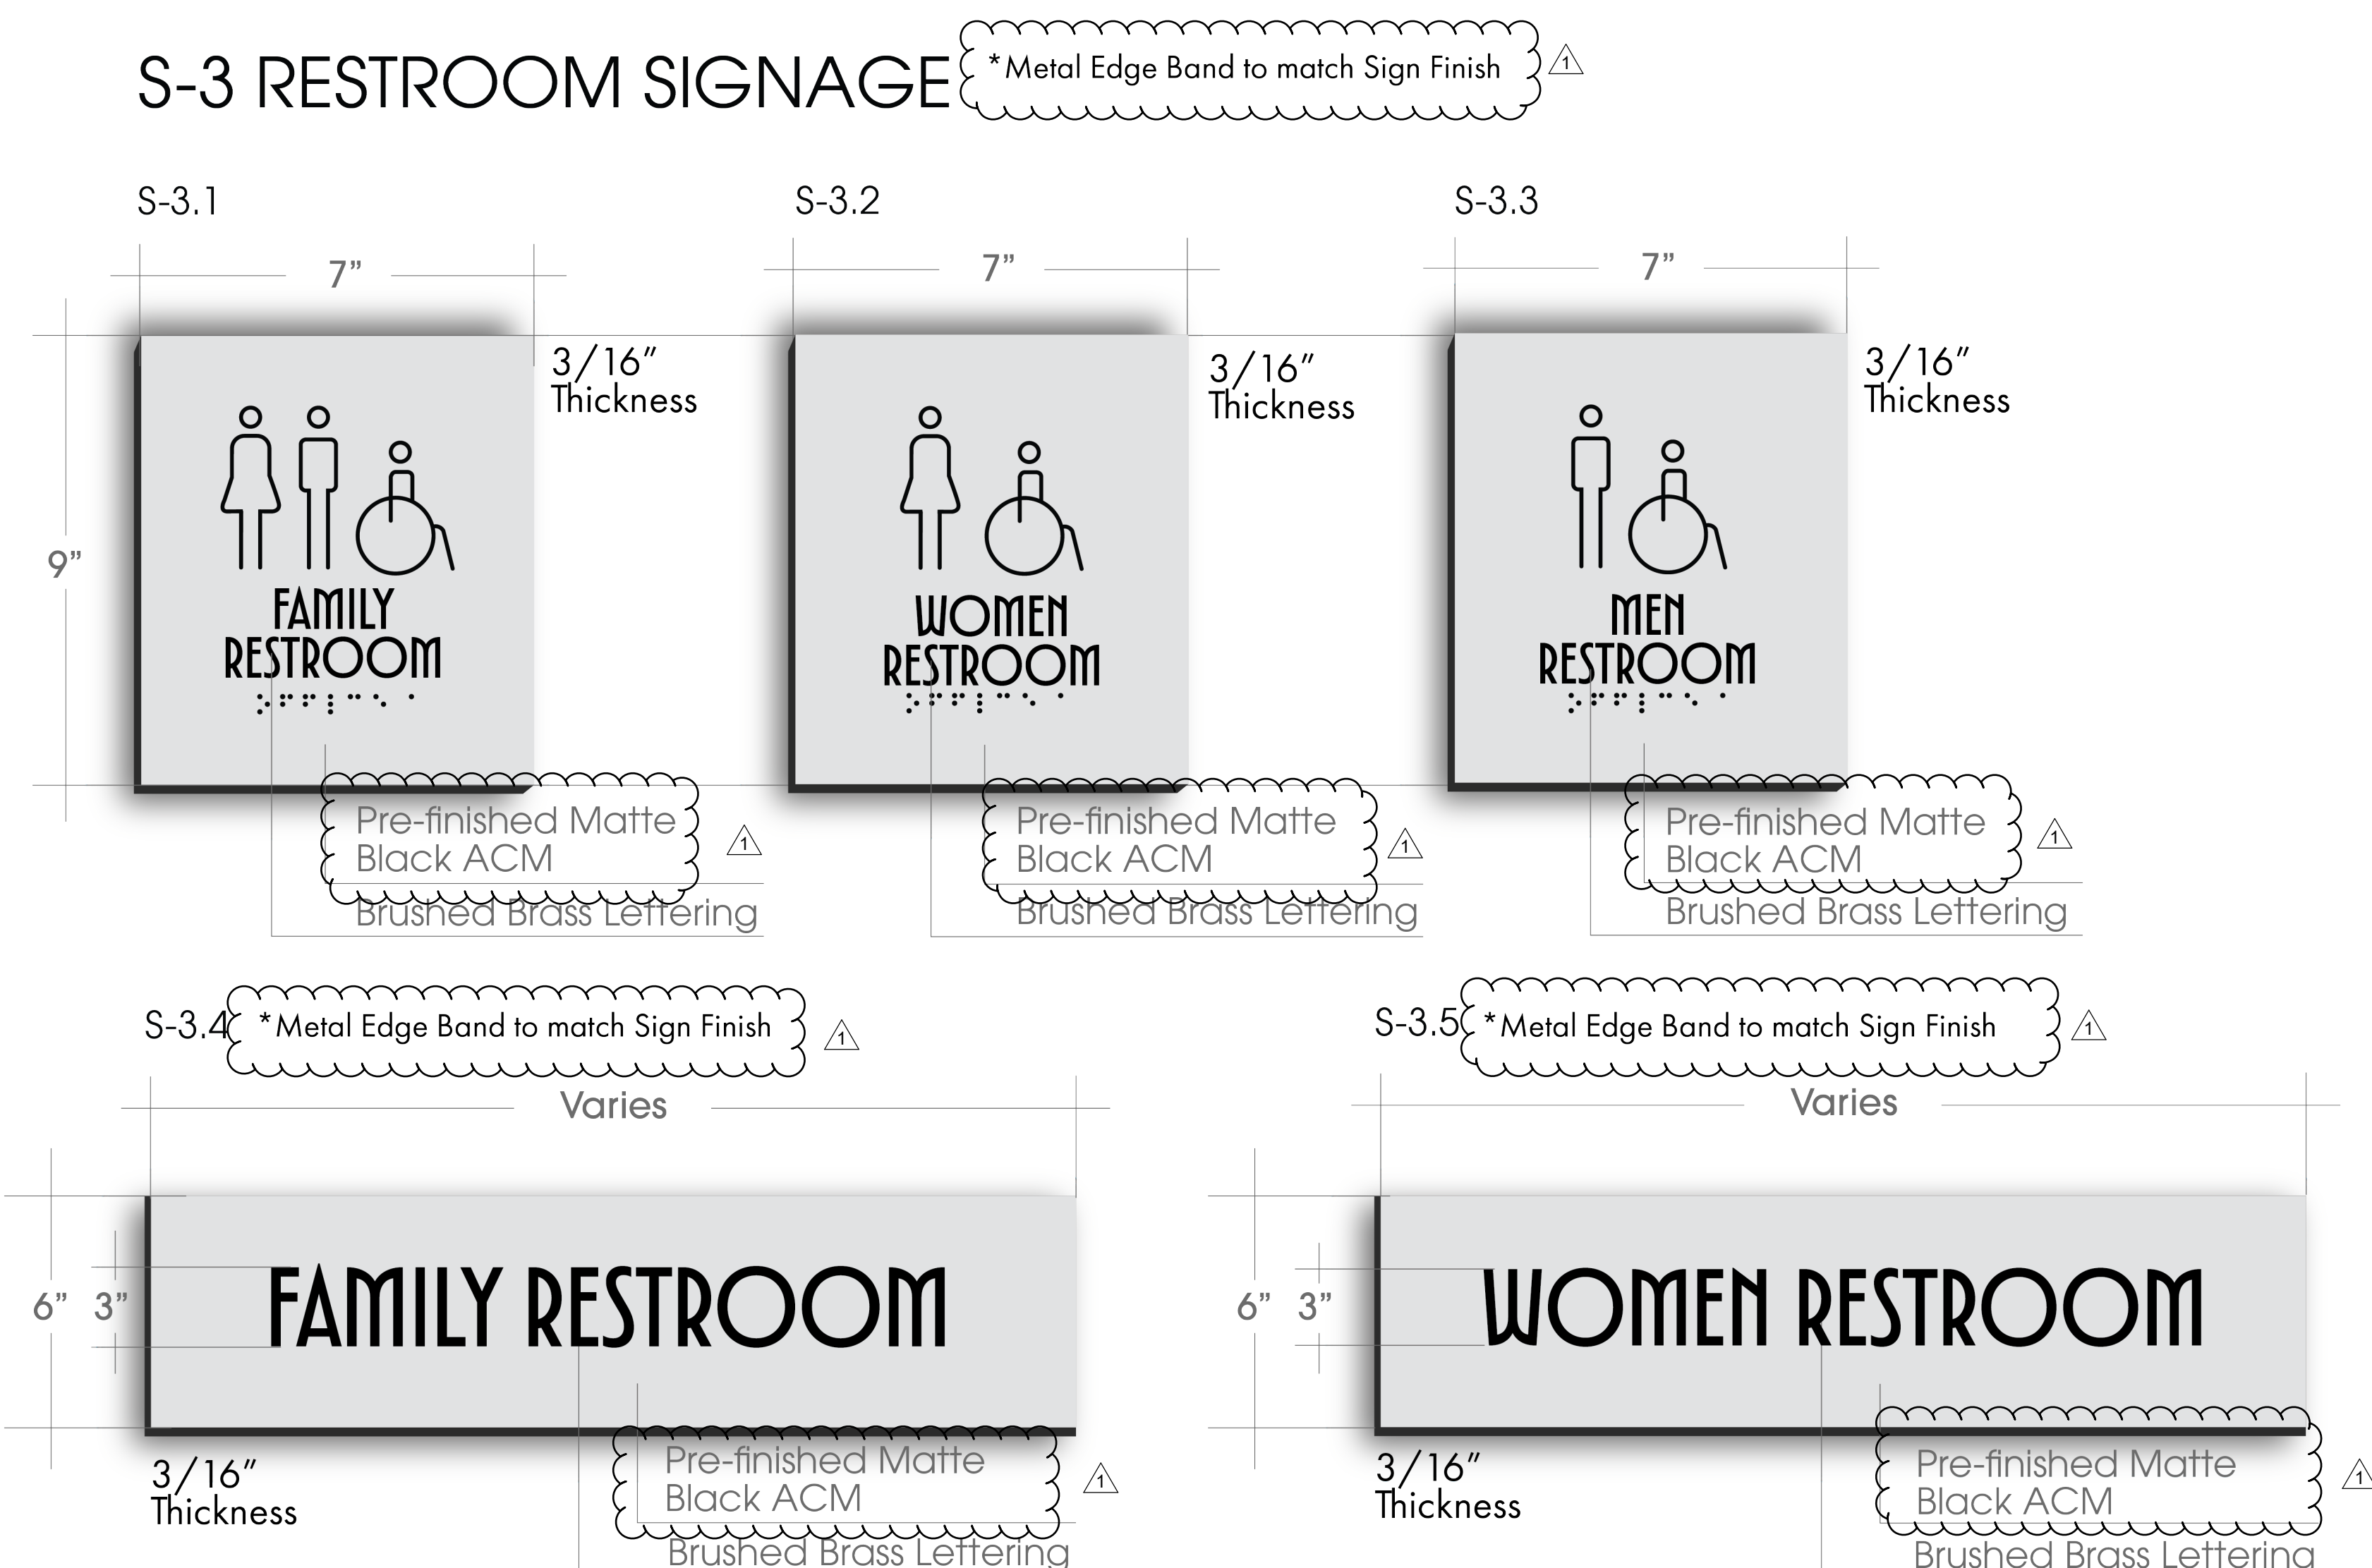 S-3 RESTROOM SIGNAGE
*Metal Edge Band to match Sign Finish
1
S-3.1
S-3.2
S-3.3
7”
7”
7”
9”
3/16”
Thickness
3/16”
Thickness
3/16”
Thickness
FAMILY
RESTROOM
WOMEN
RESTROOM
MEN
RESTROOM
Pre-finished Matte
Black ACM
1
Brushed Brass Lettering
Pre-finished Matte
Black ACM
1
Brushed Brass Lettering
Pre-finished Matte
Black ACM
1
Brushed Brass Lettering
S-3.4
*Metal Edge Band to match Sign Finish
1
Varies
6”
3”
FAMILY RESTROOM
3/16”
Thickness
Pre-finished Matte
Black ACM
1
Brushed Brass Lettering
S-3.5
*Metal Edge Band to match Sign Finish
1
Varies
6”
3”
WOMEN RESTROOM
3/16”
Thickness
Pre-finished Matte
Black ACM
1
Brushed Brass Lettering